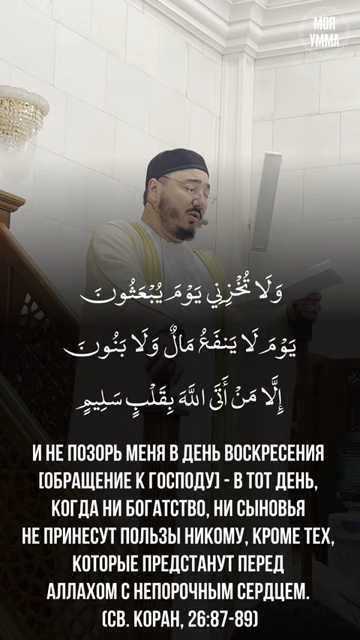 МОЯ
УММА
وَلَا تُخْزِنِي يَوْمَ يُبْعَثُونَ
يَوْمَ لَا يَنفَعُ مَالٌ وَلَا بَنُونَ
إِلَّا مَنْ أَتَى اللَّهَ بِقَلْبٍ سَلِيمٍ
И НЕ ПОЗОРЬ МЕНЯ В ДЕНЬ ВОСКРЕСЕНИЯ
[ОБРАЩЕНИЕ К ГОСПОДУ] - В ТОТ ДЕНЬ,
КОГДА НИ БОГАТСТВО, НИ СЫНОВЬЯ
НЕ ПРИНЕСУТ ПОЛЬЗЫ НИКОМУ, КРОМЕ ТЕХ,
КОТОРЫЕ ПРЕДСТАНУТ ПЕРЕД
АЛЛАХОМ С НЕПОРОЧНЫМ СЕРДЦЕМ.
(СВ. КОРАН, 26:87-89)